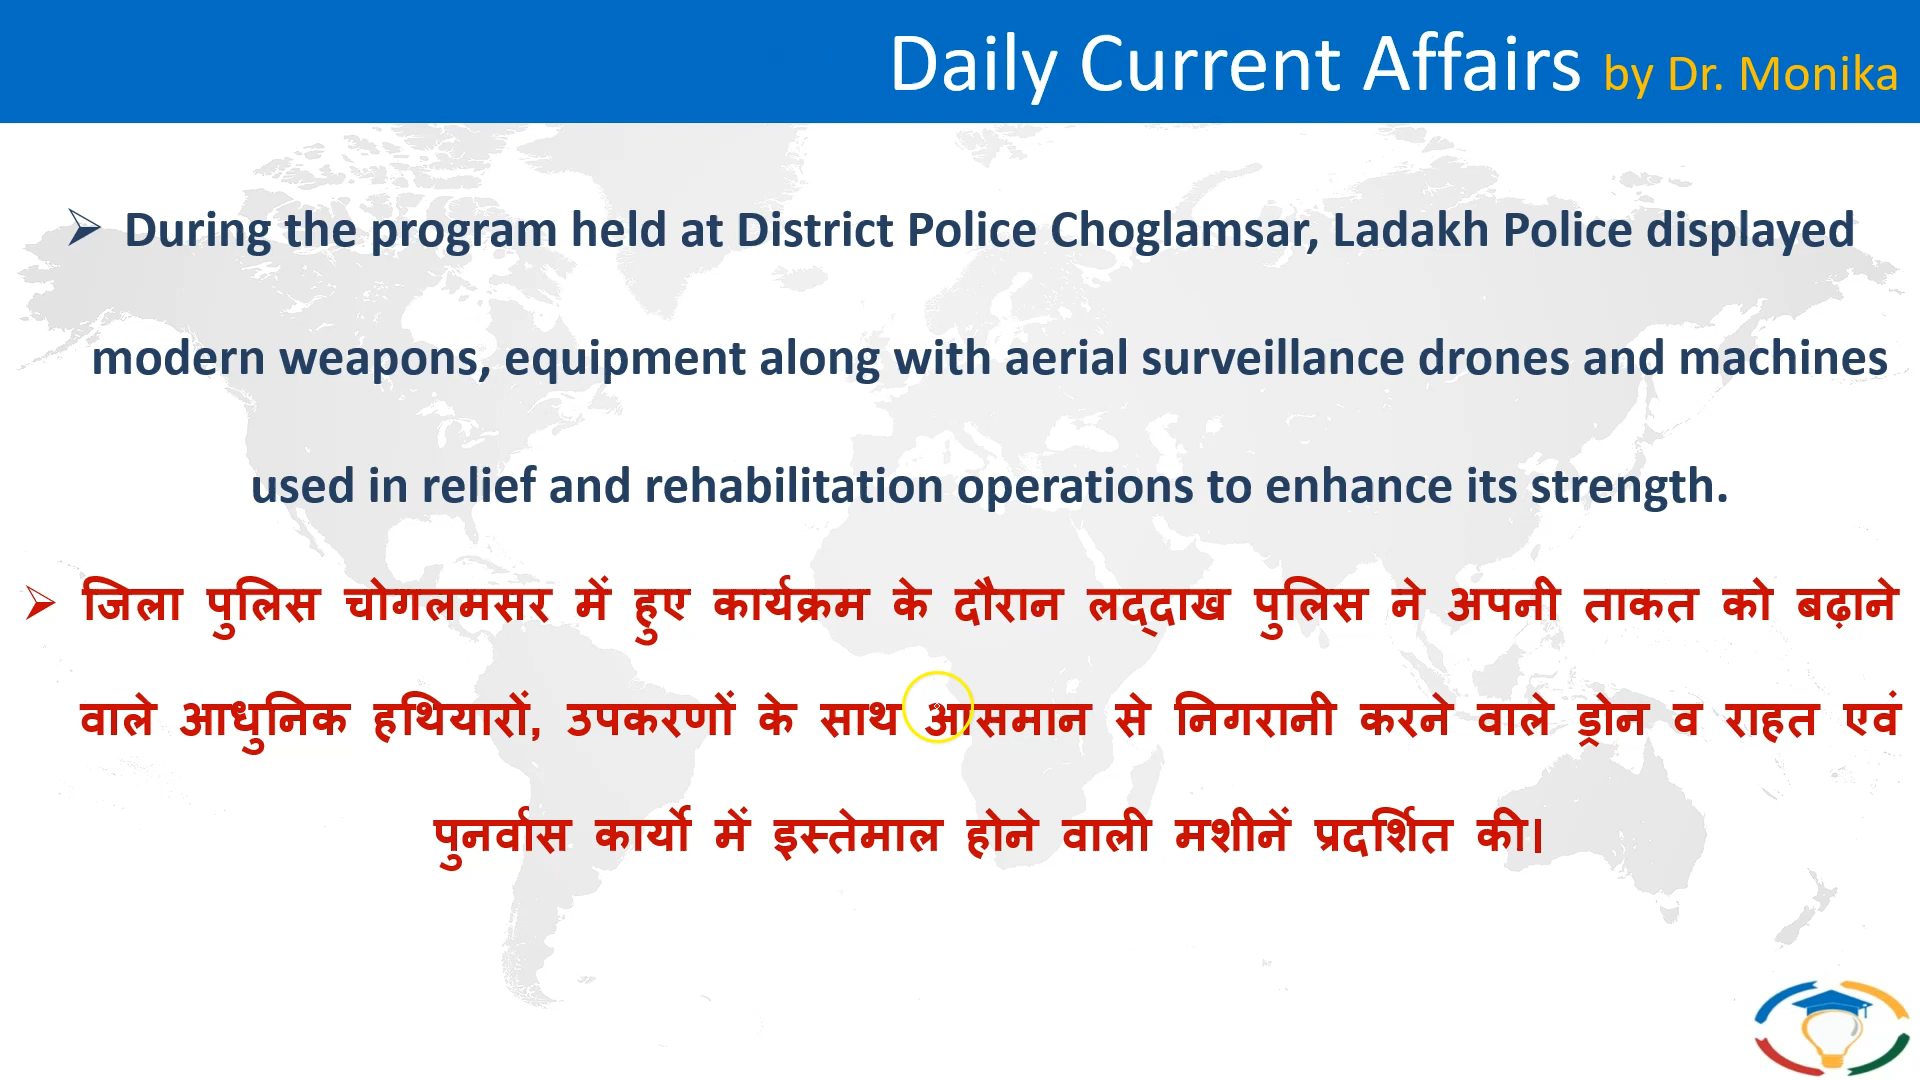 Daily Current Affairs by Dr. Monika
➢ During the program held at District Police Choglamsar, Ladakh Police displayed
modern weapons, equipment along with aerial surveillance drones and machines
used in relief and rehabilitation operations to enhance its strength.
➢ जिला पुलिस चोगलमसर में हुए कार्यक्रम के दौरान लद्दाख पुलिस ने अपनी ताकत को बढ़ाने
वाले आधुनिक हथियारों, उपकरणों के साथ आसमान से निगरानी करने वाले ड्रोन व राहत एवं
पुनर्वास कार्यो में इस्तेमाल होने वाली मशीनें प्रदर्शित की।